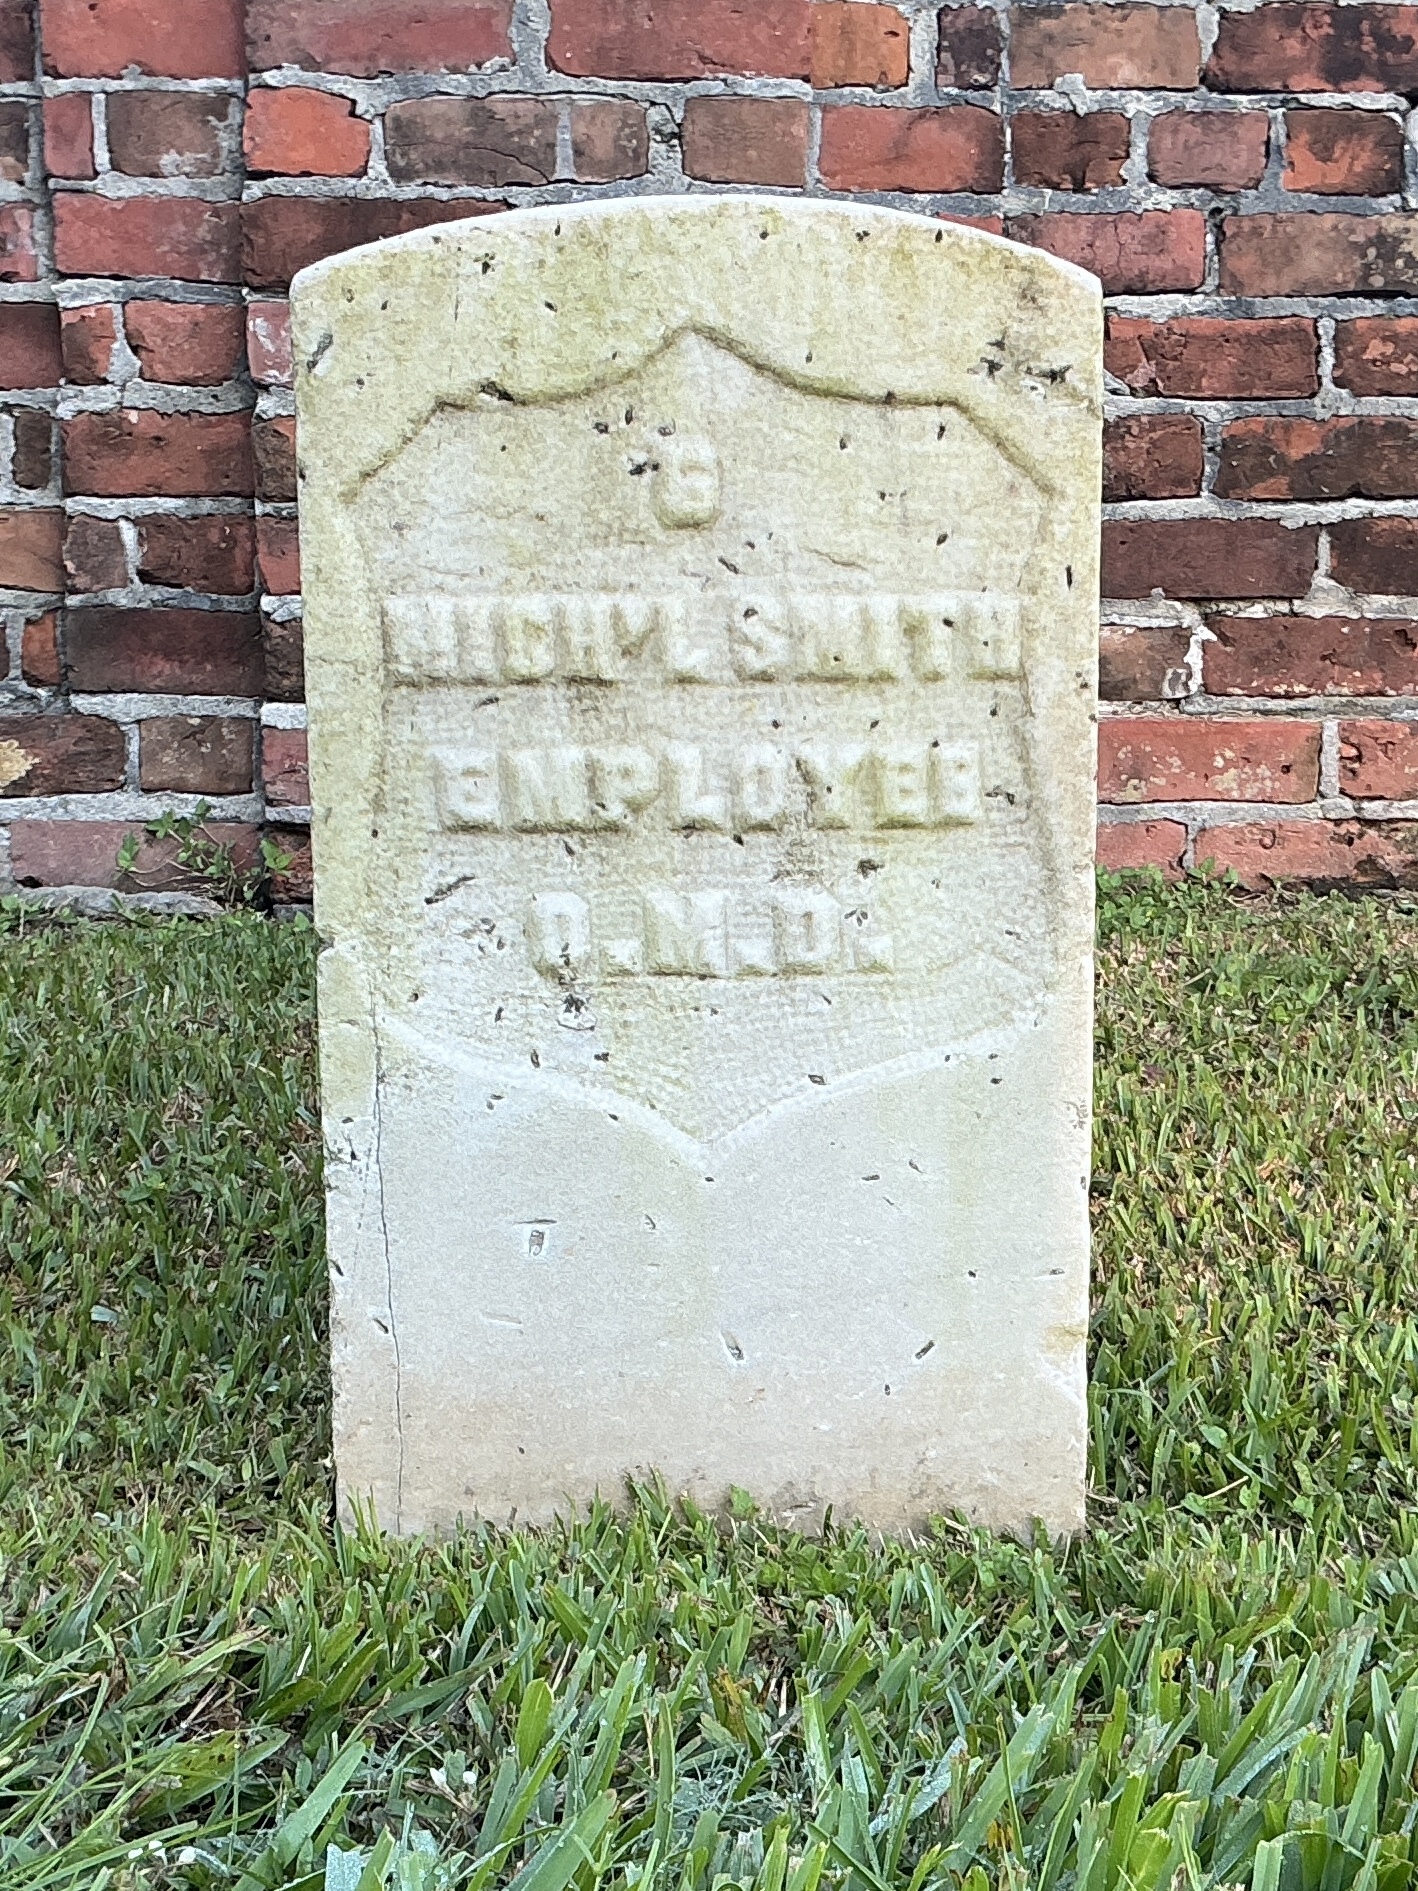 6
MICH'L SMITH
EMPLOYEE
Q.M.D.